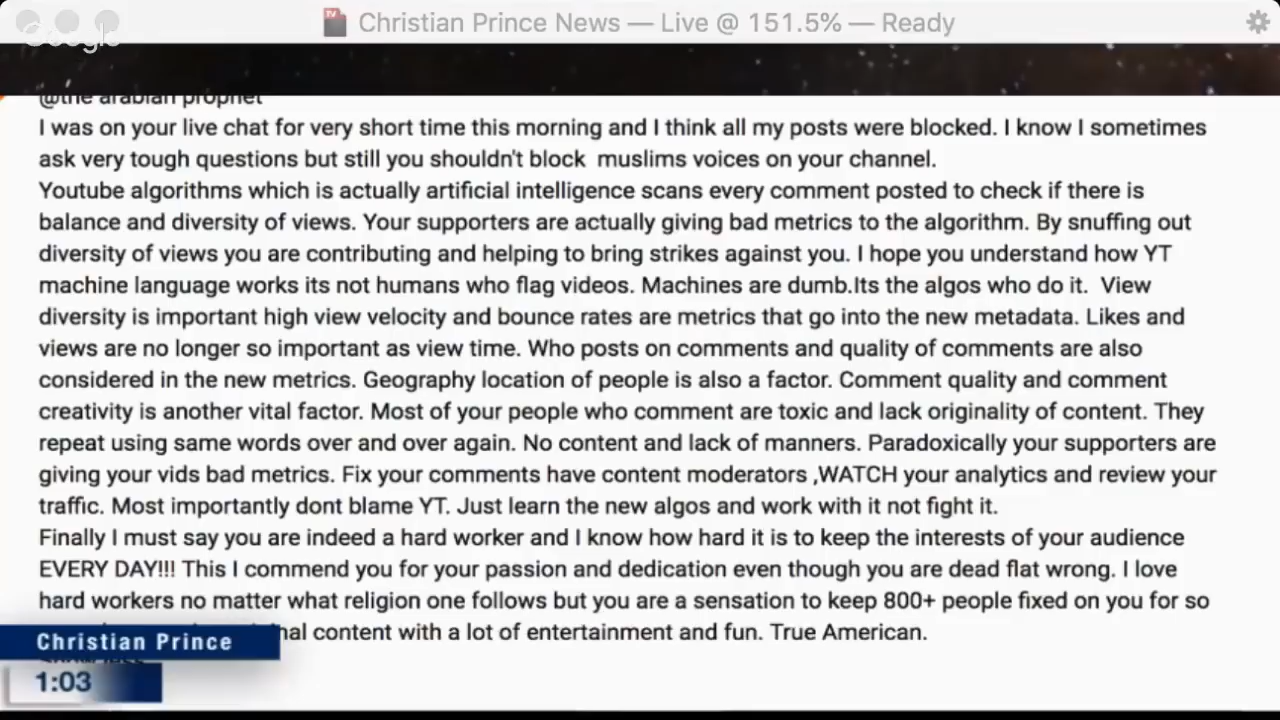 Christian Prince News — Live @ 151.5% — Ready
Google
@the arabian prophet
I was on your live chat for very short time this morning and I think all my posts were blocked. I know I sometimes
ask very tough questions but still you shouldn't block muslims voices on your channel.
Youtube algorithms which is actually artificial intelligence scans every comment posted to check if there is
balance and diversity of views. Your supporters are actually giving bad metrics to the algorithm. By snuffing out
diversity of views you are contributing and helping to bring strikes against you. I hope you understand how YT
machine language works its not humans who flag videos. Machines are dumb.Its the algos who do it. View
diversity is important high view velocity and bounce rates are metrics that go into the new metadata. Likes and
views are no longer so important as view time. Who posts on comments and quality of comments are also
considered in the new metrics. Geography location of people is also a factor. Comment quality and comment
creativity is another vital factor. Most of your people who comment are toxic and lack originality of content. They
repeat using same words over and over again. No content and lack of manners. Paradoxically your supporters are
giving your vids bad metrics. Fix your comments have content moderators ,WATCH your analytics and review your
traffic. Most importantly dont blame YT. Just learn the new algos and work with it not fight it.
Finally I must say you are indeed a hard worker and I know how hard it is to keep the interests of your audience
EVERY DAY!!! This I commend you for your passion and dedication even though you are dead flat wrong. I love
hard workers no matter what religion one follows but you are a sensation to keep 800+ people fixed on you for so
content with a lot of entertainment and fun. True American.
Christian Prince
1:03